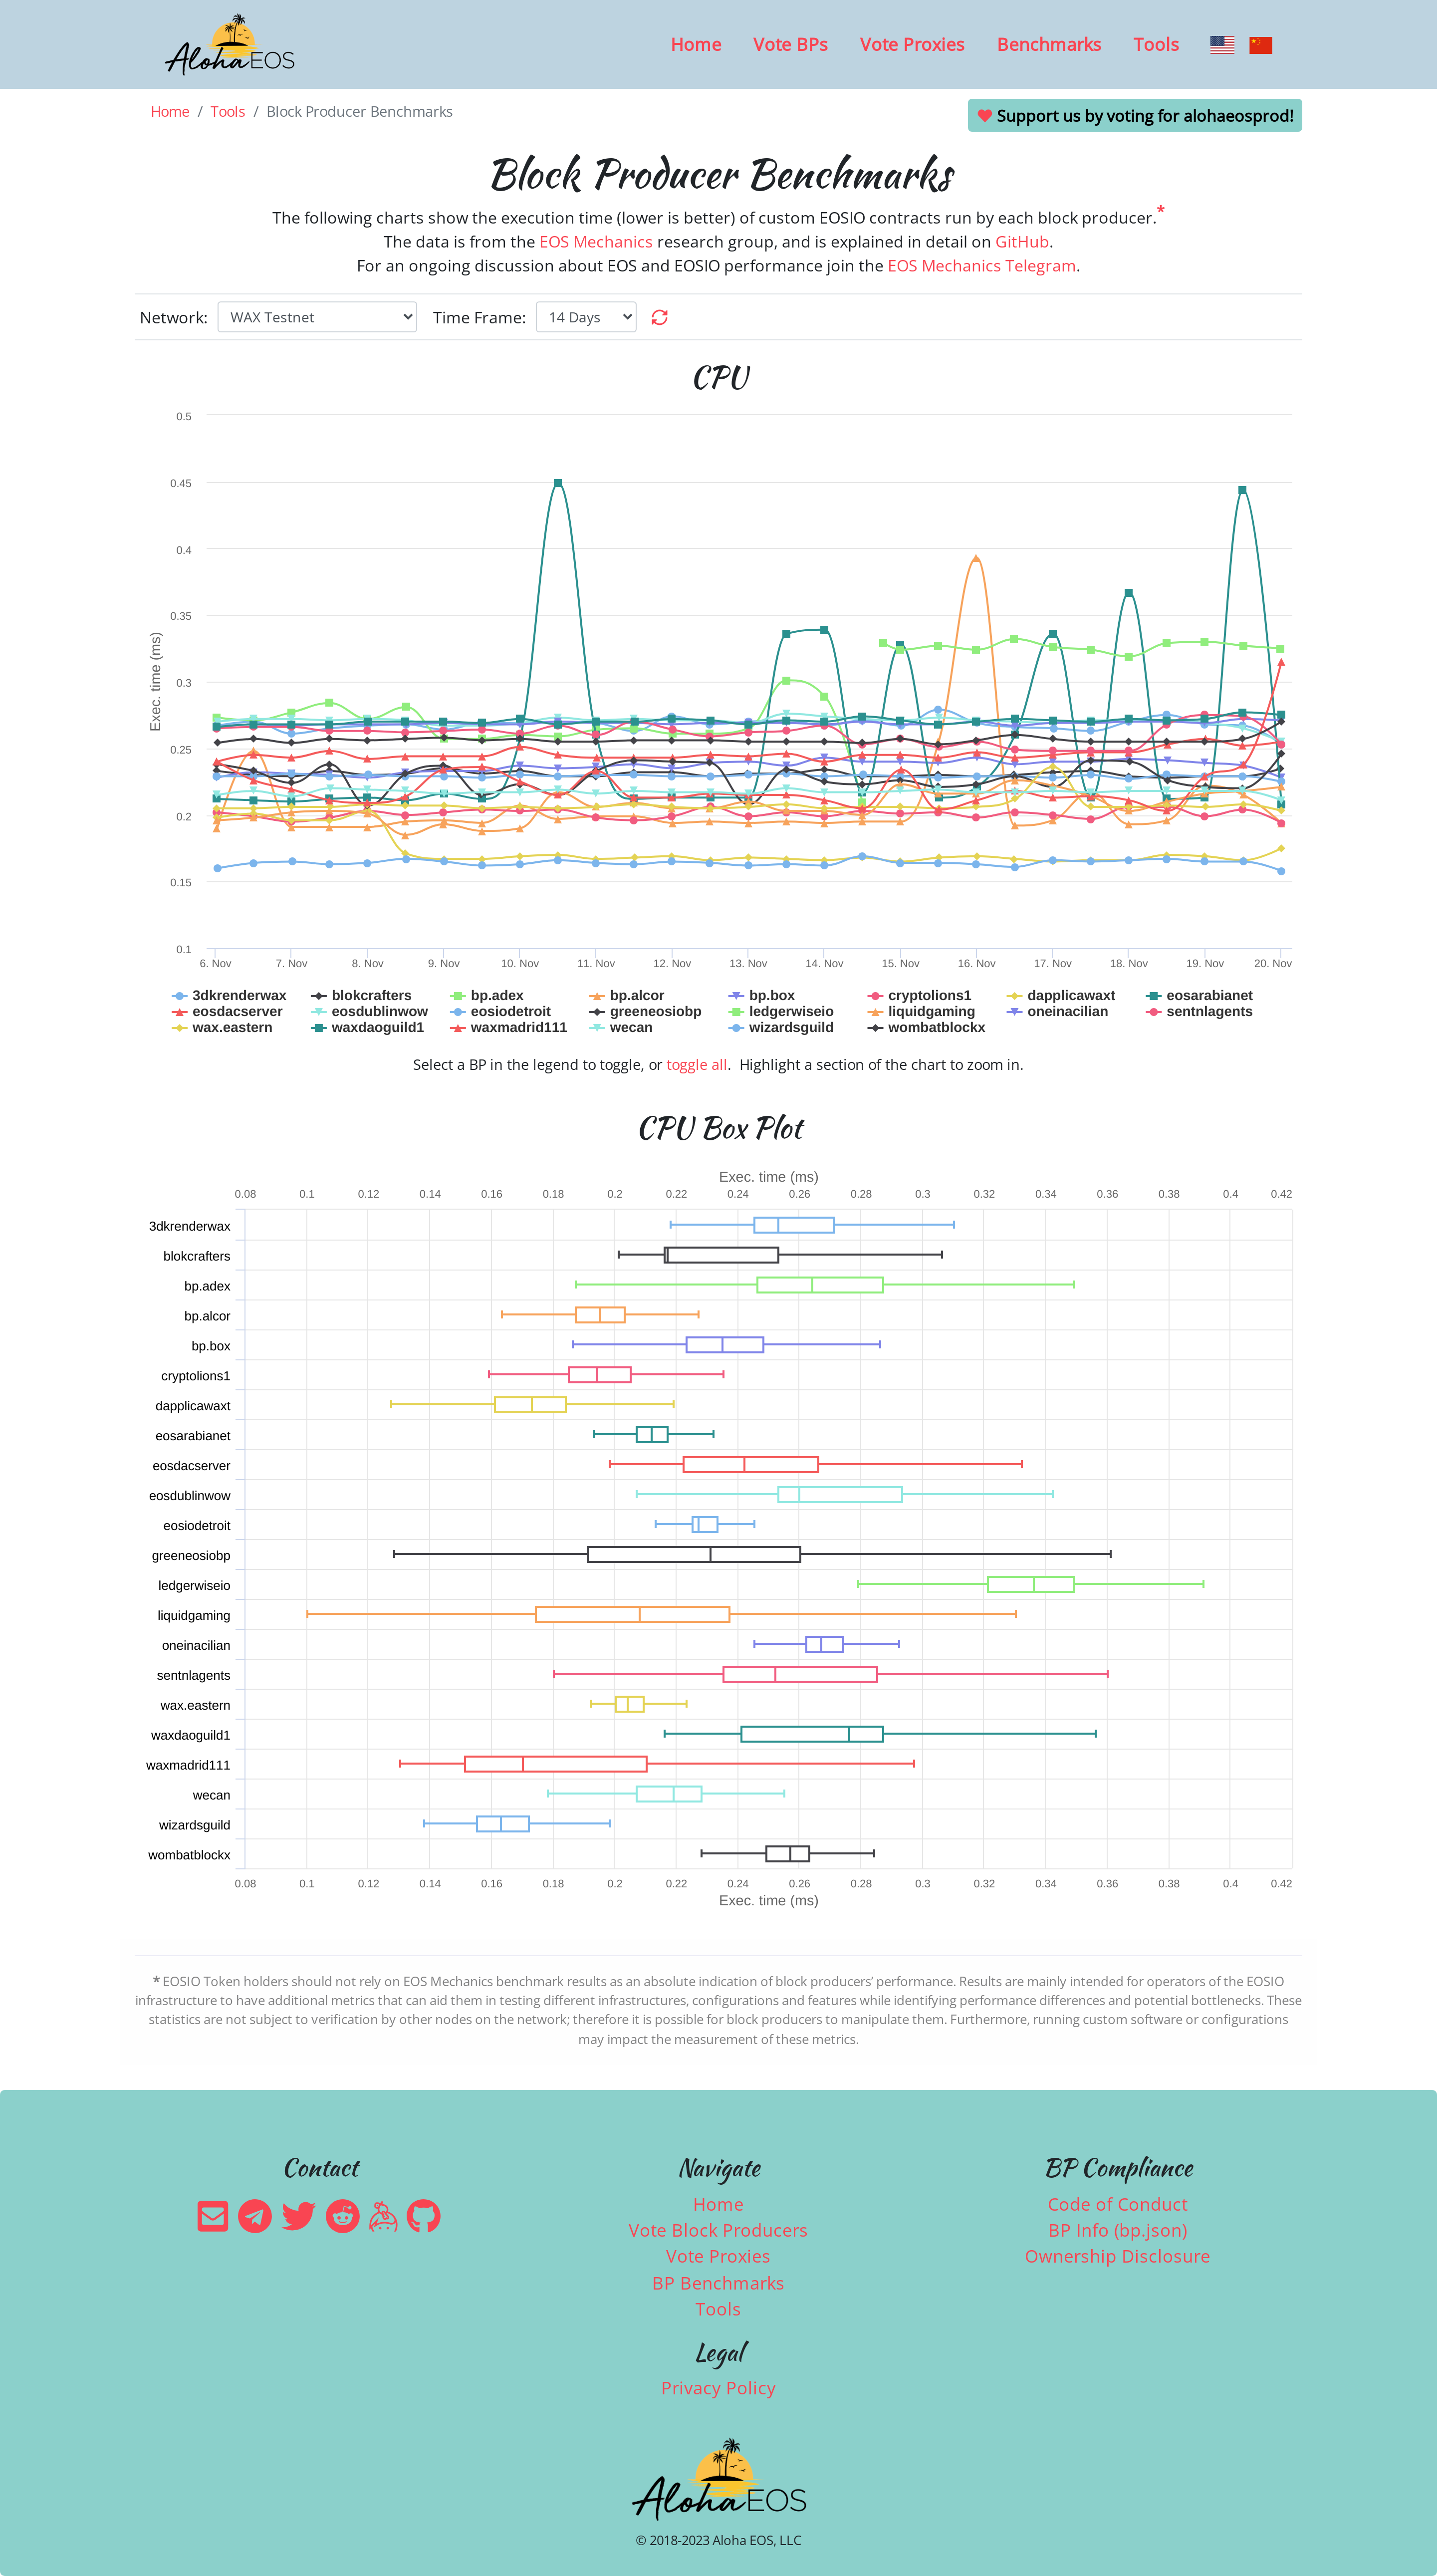 Aloha EOS
Home Vote BPs Vote Proxies Benchmarks Tools
Home / Tools / Block Producer Benchmarks
Support us by voting for alohaeosprod!
Block Producer Benchmarks
The following charts show the execution time (lower is better) of custom EOSIO contracts run by each block producer.*
The data is from the EOS Mechanics research group, and is explained in detail on GitHub.
For an ongoing discussion about EOS and EOSIO performance join the EOS Mechanics Telegram.
Network: WAX Testnet Time Frame: 14 Days
CPU
Exec. time (ms)
0.5
0.45
0.4
0.35
0.3
0.25
0.2
0.15
0.1
6. Nov 7. Nov 8. Nov 9. Nov 10. Nov 11. Nov 12. Nov 13. Nov 14. Nov 15. Nov 16. Nov 17. Nov 18. Nov 19. Nov 20. Nov
3dkrenderwax blokcrafters bp.adex bp.alcor bp.box cryptolions1 dapplicawaxt eosarabianet
eosdacserver eosdublinwow eosiodetroit greeneosiobp ledgerwiseio liquidgaming oneinacilian sentnlagents
wax.eastern waxdaoguild1 waxmadrid111 wecan wizardsguild wombatblockx
Select a BP in the legend to toggle, or toggle all. Highlight a section of the chart to zoom in.
CPU Box Plot
Exec. time (ms)
0.08 0.1 0.12 0.14 0.16 0.18 0.2 0.22 0.24 0.26 0.28 0.3 0.32 0.34 0.36 0.38 0.4 0.42
3dkrenderwax
blokcrafters
bp.adex
bp.alcor
bp.box
cryptolions1
dapplicawaxt
eosarabianet
eosdacserver
eosdublinwow
eosiodetroit
greeneosiobp
ledgerwiseio
liquidgaming
oneinacilian
sentnlagents
wax.eastern
waxdaoguild1
waxmadrid111
wecan
wizardsguild
wombatblockx
0.08 0.1 0.12 0.14 0.16 0.18 0.2 0.22 0.24 0.26 0.28 0.3 0.32 0.34 0.36 0.38 0.4 0.42
Exec. time (ms)
* EOSIO Token holders should not rely on EOS Mechanics benchmark results as an absolute indication of block producers’ performance. Results are mainly intended for operators of the EOSIO
infrastructure to have additional metrics that can aid them in testing different infrastructures, configurations and features while identifying performance differences and potential bottlenecks. These
statistics are not subject to verification by other nodes on the network; therefore it is possible for block producers to manipulate them. Furthermore, running custom software or configurations
may impact the measurement of these metrics.
Contact
Navigate
Home
Vote Block Producers
Vote Proxies
BP Benchmarks
Tools
Legal
Privacy Policy
BP Compliance
Code of Conduct
BP Info (bp.json)
Ownership Disclosure
Aloha EOS
© 2018-2023 Aloha EOS, LLC